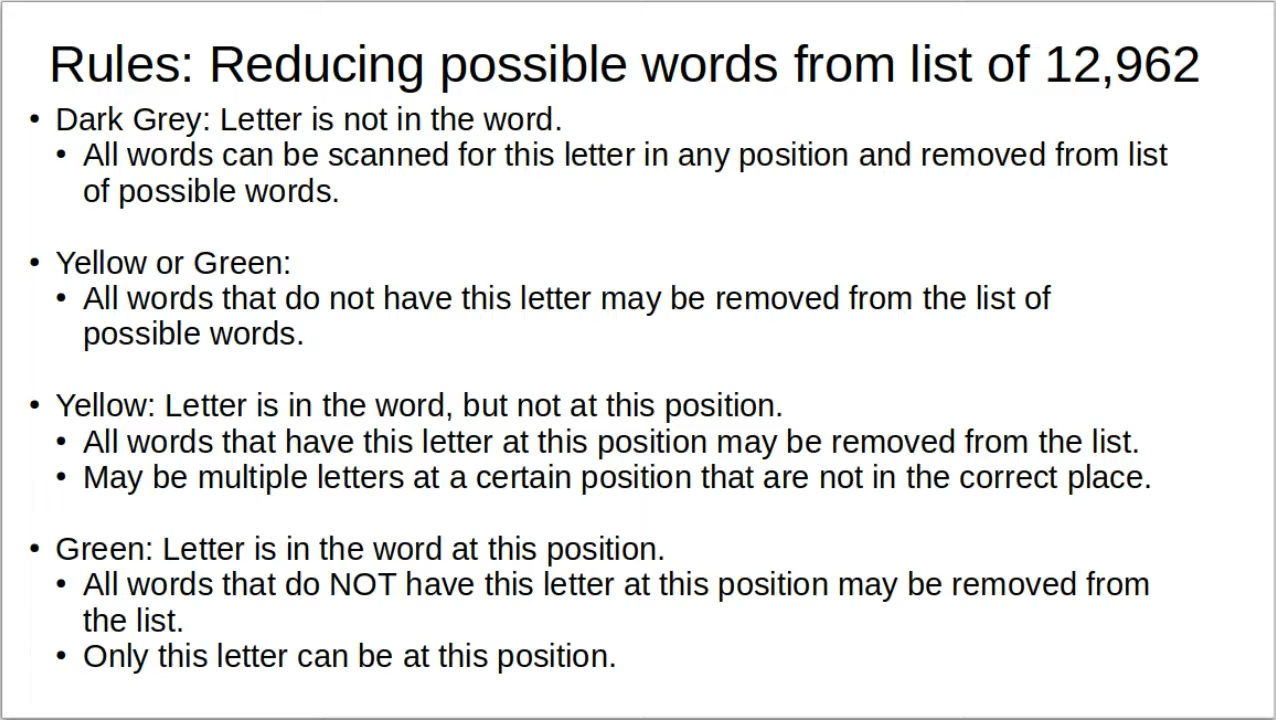 Rules: Reducing possible words from list of 12,962
• Dark Grey: Letter is not in the word.
• All words can be scanned for this letter in any position and removed from list
of possible words.
• Yellow or Green:
• All words that do not have this letter may be removed from the list of
possible words.
• Yellow: Letter is in the word, but not at this position.
• All words that have this letter at this position may be removed from the list.
• May be multiple letters at a certain position that are not in the correct place.
• Green: Letter is in the word at this position.
• All words that do NOT have this letter at this position may be removed from
the list.
• Only this letter can be at this position.